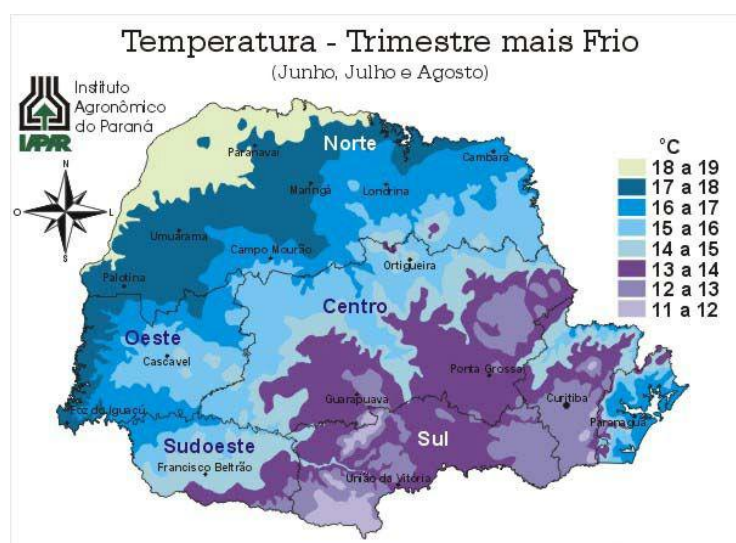 Temperatura - Trimestre mais Frio
(Junho, Julho e Agosto)
Instituto
Agronômico
do Paraná
IAPAR
N
O
L
S
°C
18 a 19
17 a 18
16 a 17
15 a 16
14 a 15
13 a 14
12 a 13
11 a 12
Norte
Paranavaí
Cambará
Maringá
Londrina
Umuarama
Campo Mourão
Ortigueira
Palotina
Centro
Oeste
Cascavel
Ponta Grossa
Guarapuava
Curitiba
Foz do Iguaçú
Paranaguá
Sudoeste
Sul
Francisco Beltrão
União da Vitória